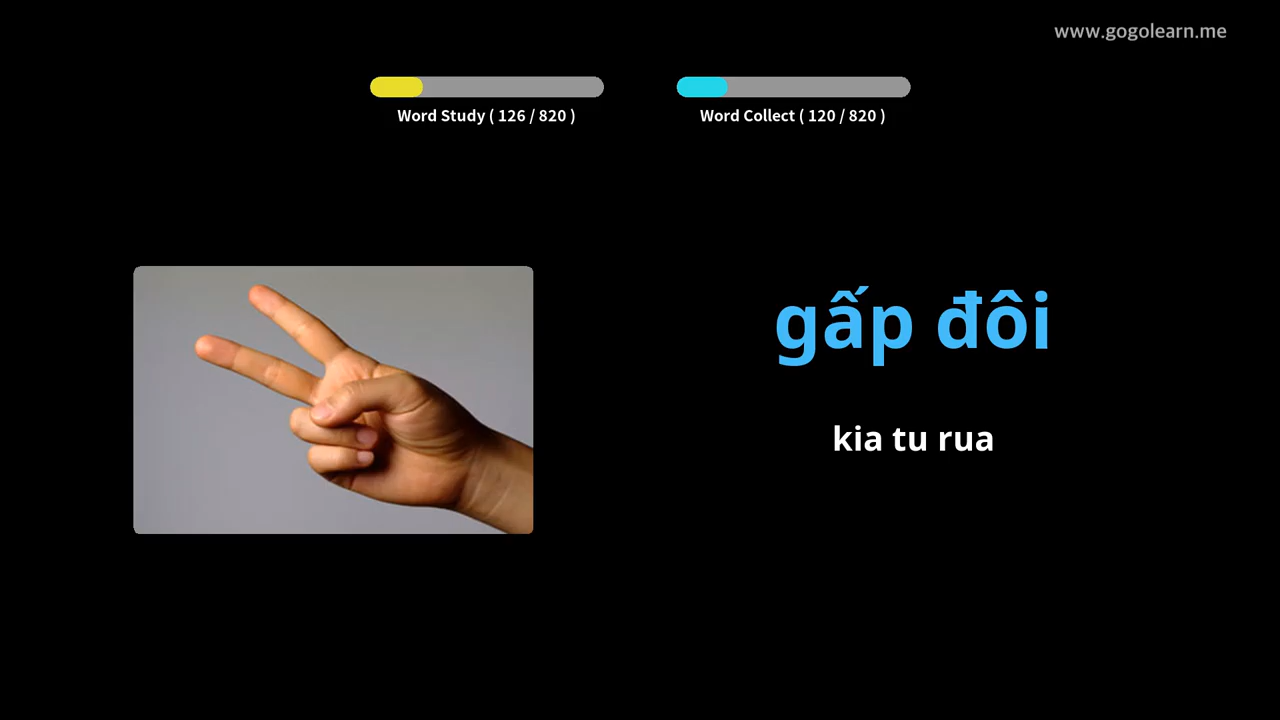 www.gogolearn.me
Word Study ( 126 / 820 )
Word Collect ( 120 / 820 )
gấp đôi
kia tu rua